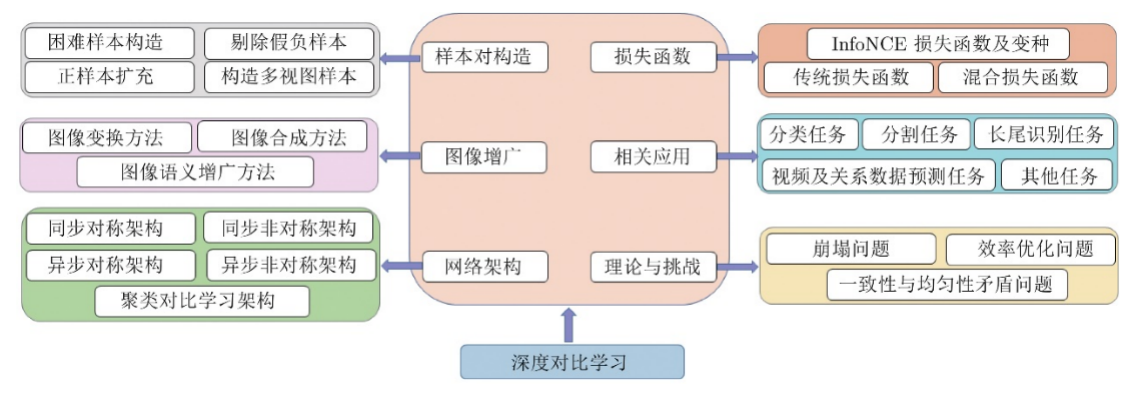 困难样本构造
剔除假负样本
正样本扩充
构造多视图样本
图像变换方法
图像合成方法
图像语义增广方法
同步对称架构
同步非对称架构
异步对称架构
异步非对称架构
聚类对比学习架构
样本对构造
损失函数
图像增广
相关应用
网络架构
理论与挑战
InfoNCE 损失函数及变种
传统损失函数
混合损失函数
分类任务
分割任务
长尾识别任务
视频及关系数据预测任务
其他任务
崩塌问题
效率优化问题
一致性与均匀性矛盾问题
深度对比学习